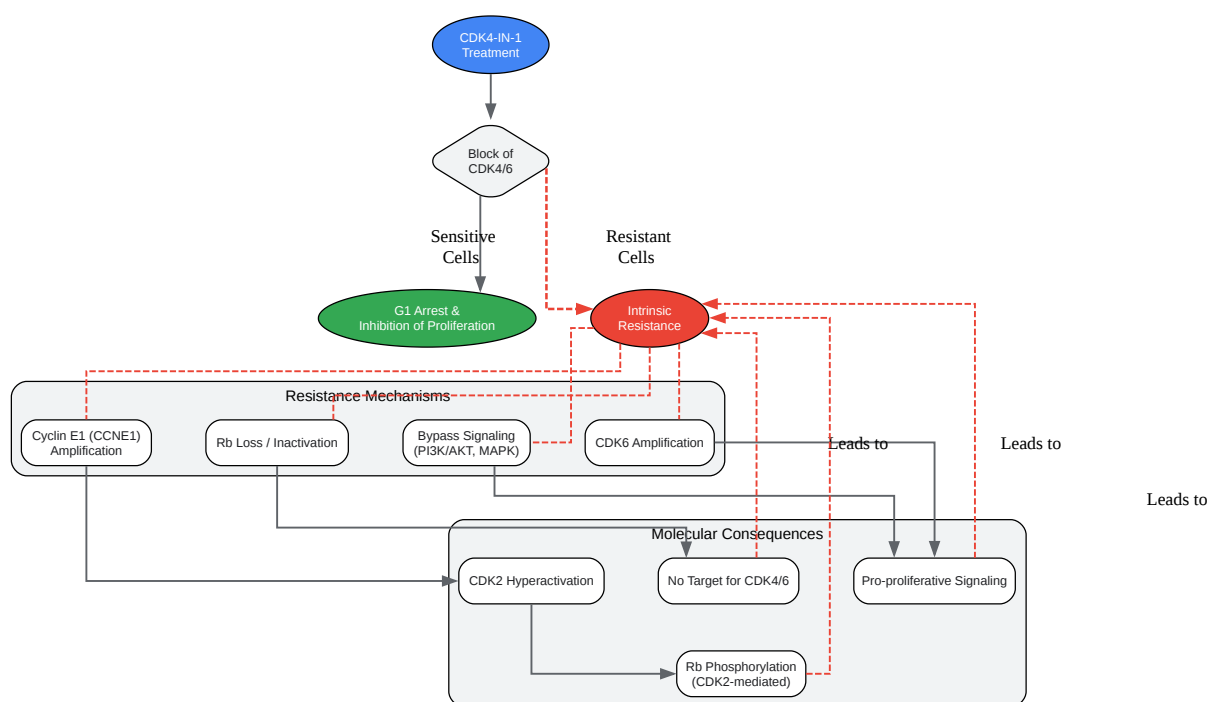 CDK4-IN-1
Treatment
Block of
CDK4/6
Sensitive
Cells
Resistant
Cells
G1 Arrest &
Inhibition of Proliferation
Intrinsic
Resistance
Resistance Mechanisms
Cyclin E1 (CCNE1)
Amplification
Rb Loss / Inactivation
Bypass Signaling
(PI3K/AKT, MAPK)
CDK6 Amplification
Leads to
Leads to
Leads to
Molecular Consequences
CDK2 Hyperactivation
No Target for CDK4/6
Pro-proliferative Signaling
Rb Phosphorylation
(CDK2-mediated)